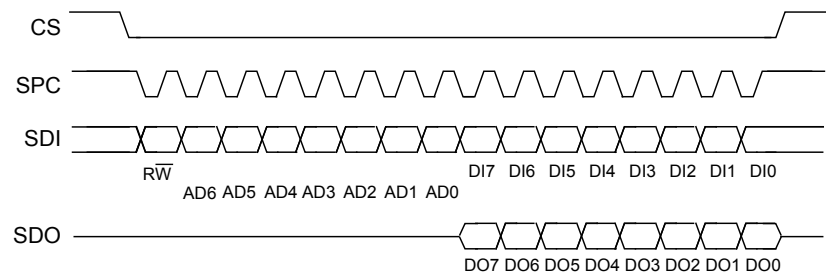 CS
SPC
SDI
RW̅
DI7 DI6 DI5 DI4 DI3 DI2 DI1 DI0
AD6 AD5 AD4 AD3 AD2 AD1 AD0
SDO
DO7 DO6 DO5 DO4 DO3 DO2 DO1 DO0